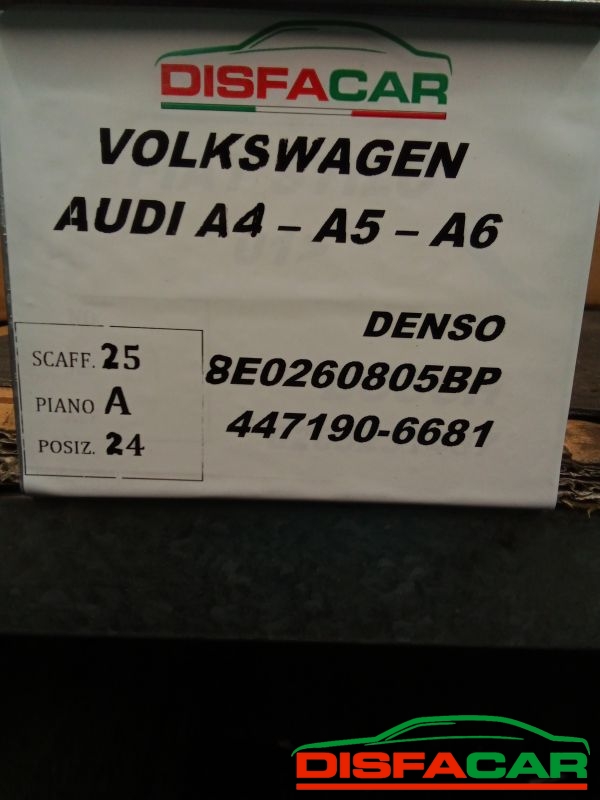 DISFACAR
VOLKSWAGEN
AUDI A4 – A5 – A6
DENSO
8E0260805BP
447190-6681
SCAFF. 25
PIANO A
POSIZ. 24
DISFACAR